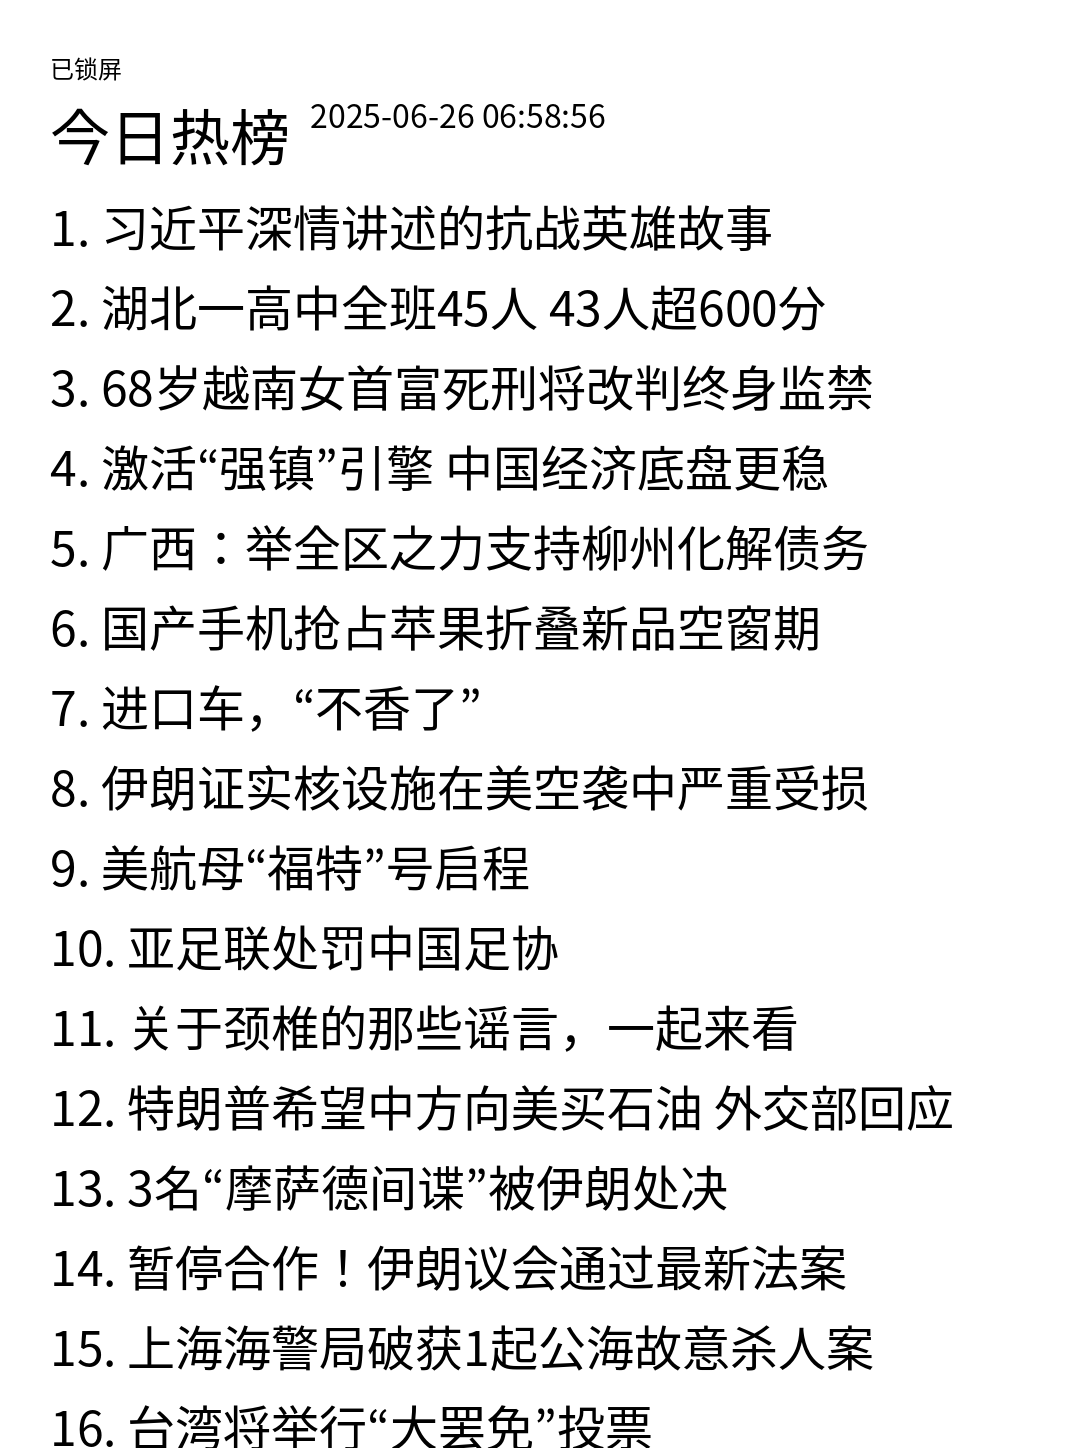 已锁屏
今日热榜 2025-06-26 06:58:56
1. 习近平深情讲述的抗战英雄故事
2. 湖北一高中全班45人 43人超600分
3. 68岁越南女首富死刑将改判终身监禁
4. 激活“强镇”引擎 中国经济底盘更稳
5. 广西：举全区之力支持柳州化解债务
6. 国产手机抢占苹果折叠新品空窗期
7. 进口车，“不香了”
8. 伊朗证实核设施在美空袭中严重受损
9. 美航母“福特”号启程
10. 亚足联处罚中国足协
11. 关于颈椎的那些谣言，一起来看
12. 特朗普希望中方向美买石油 外交部回应
13. 3名“摩萨德间谍”被伊朗处决
14. 暂停合作！伊朗议会通过最新法案
15. 上海海警局破获1起公海故意杀人案
16. 台湾将举行“大罢免”投票